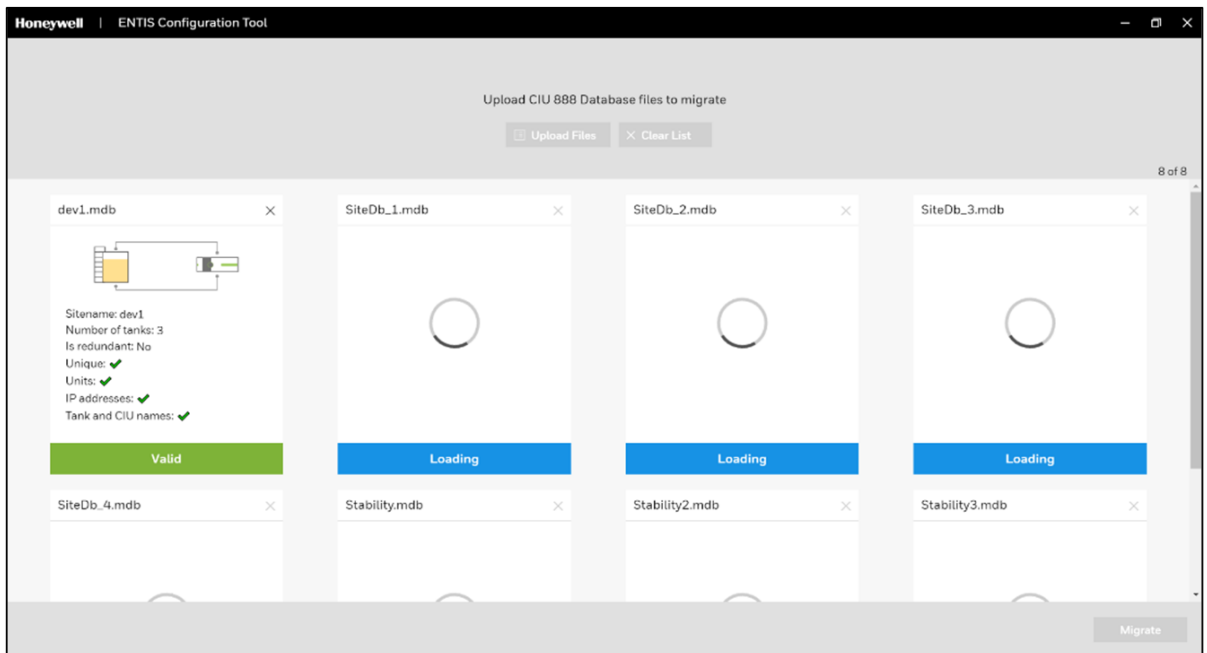 Honeywell | ENTIS Configuration Tool
Upload CIU 888 Database files to migrate
Upload Files
Clear List
8 of 8
dev1.mdb
SiteDb_1.mdb
SiteDb_2.mdb
SiteDb_3.mdb
Sitename: dev1
Number of tanks: 3
Is redundant: No
Unique: ✔
Units: ✔
IP addresses: ✔
Tank and CIU names: ✔
Valid
Loading
Loading
Loading
SiteDb_4.mdb
Stability.mdb
Stability2.mdb
Stability3.mdb
Migrate